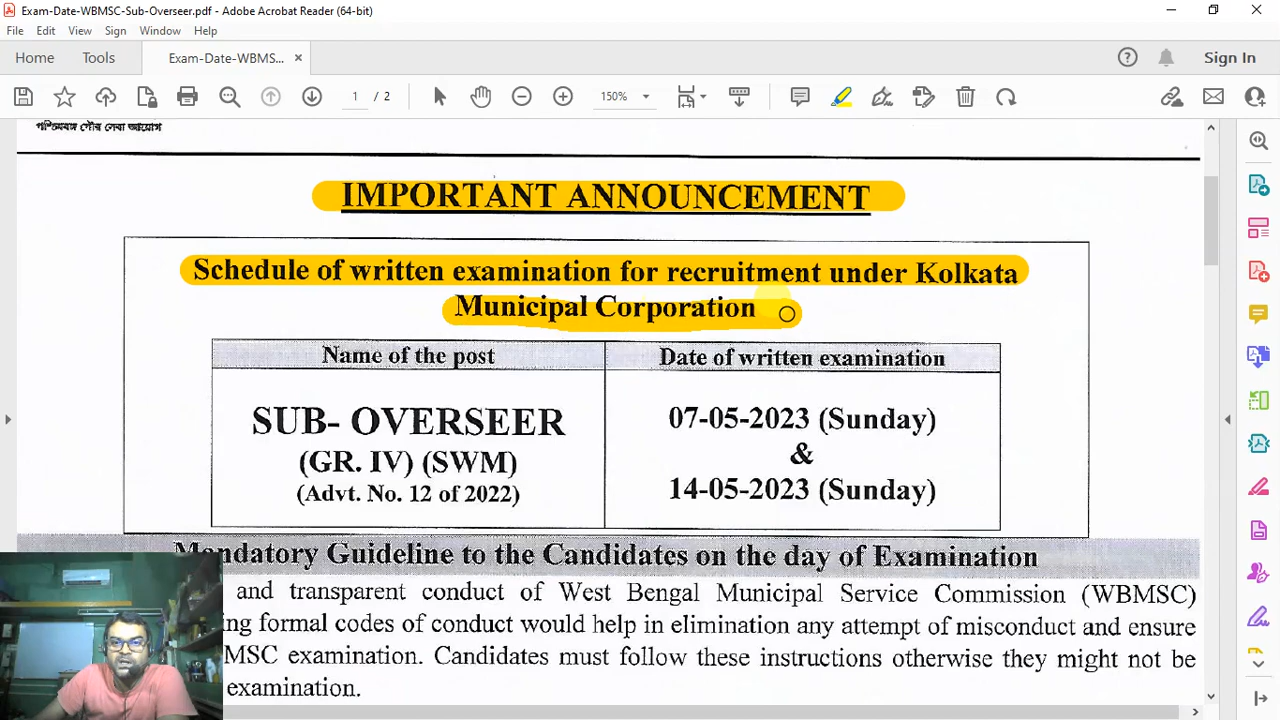 Exam-Date-WBMSC-Sub-Overseer.pdf - Adobe Acrobat Reader (64-bit)
File Edit View Sign Window Help
Home Tools Exam-Date-WBMS... × Sign In
1 / 2 150%
পশ্চিমবঙ্গ পৌর সেবা আয়োগ
IMPORTANT ANNOUNCEMENT
Schedule of written examination for recruitment under Kolkata
Municipal Corporation
Name of the post Date of written examination
SUB- OVERSEER
(GR. IV) (SWM)
(Advt. No. 12 of 2022)
07-05-2023 (Sunday)
&
14-05-2023 (Sunday)
Mandatory Guideline to the Candidates on the day of Examination
and transparent conduct of West Bengal Municipal Service Commission (WBMSC)
ing formal codes of conduct would help in elimination any attempt of misconduct and ensure
MSC examination. Candidates must follow these instructions otherwise they might not be
examination.